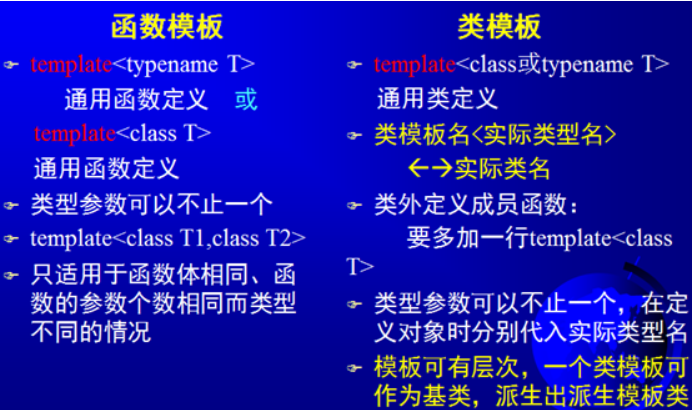 函数模板
template<typename T>
通用函数定义 或
template<class T>
通用函数定义
类型参数可以不止一个
template<class T1,class T2>
只适用于函数体相同、函
数的参数个数相同而类型
不同的情况
类模板
template<class或typename T>
通用类定义
类模板名<实际类型名>
←→实际类名
类外定义成员函数：
要多加一行template<class
T>
类型参数可以不止一个，在定
义对象时分别代入实际类型名
模板可有层次，一个类模板可
作为基类，派生出派生模板类